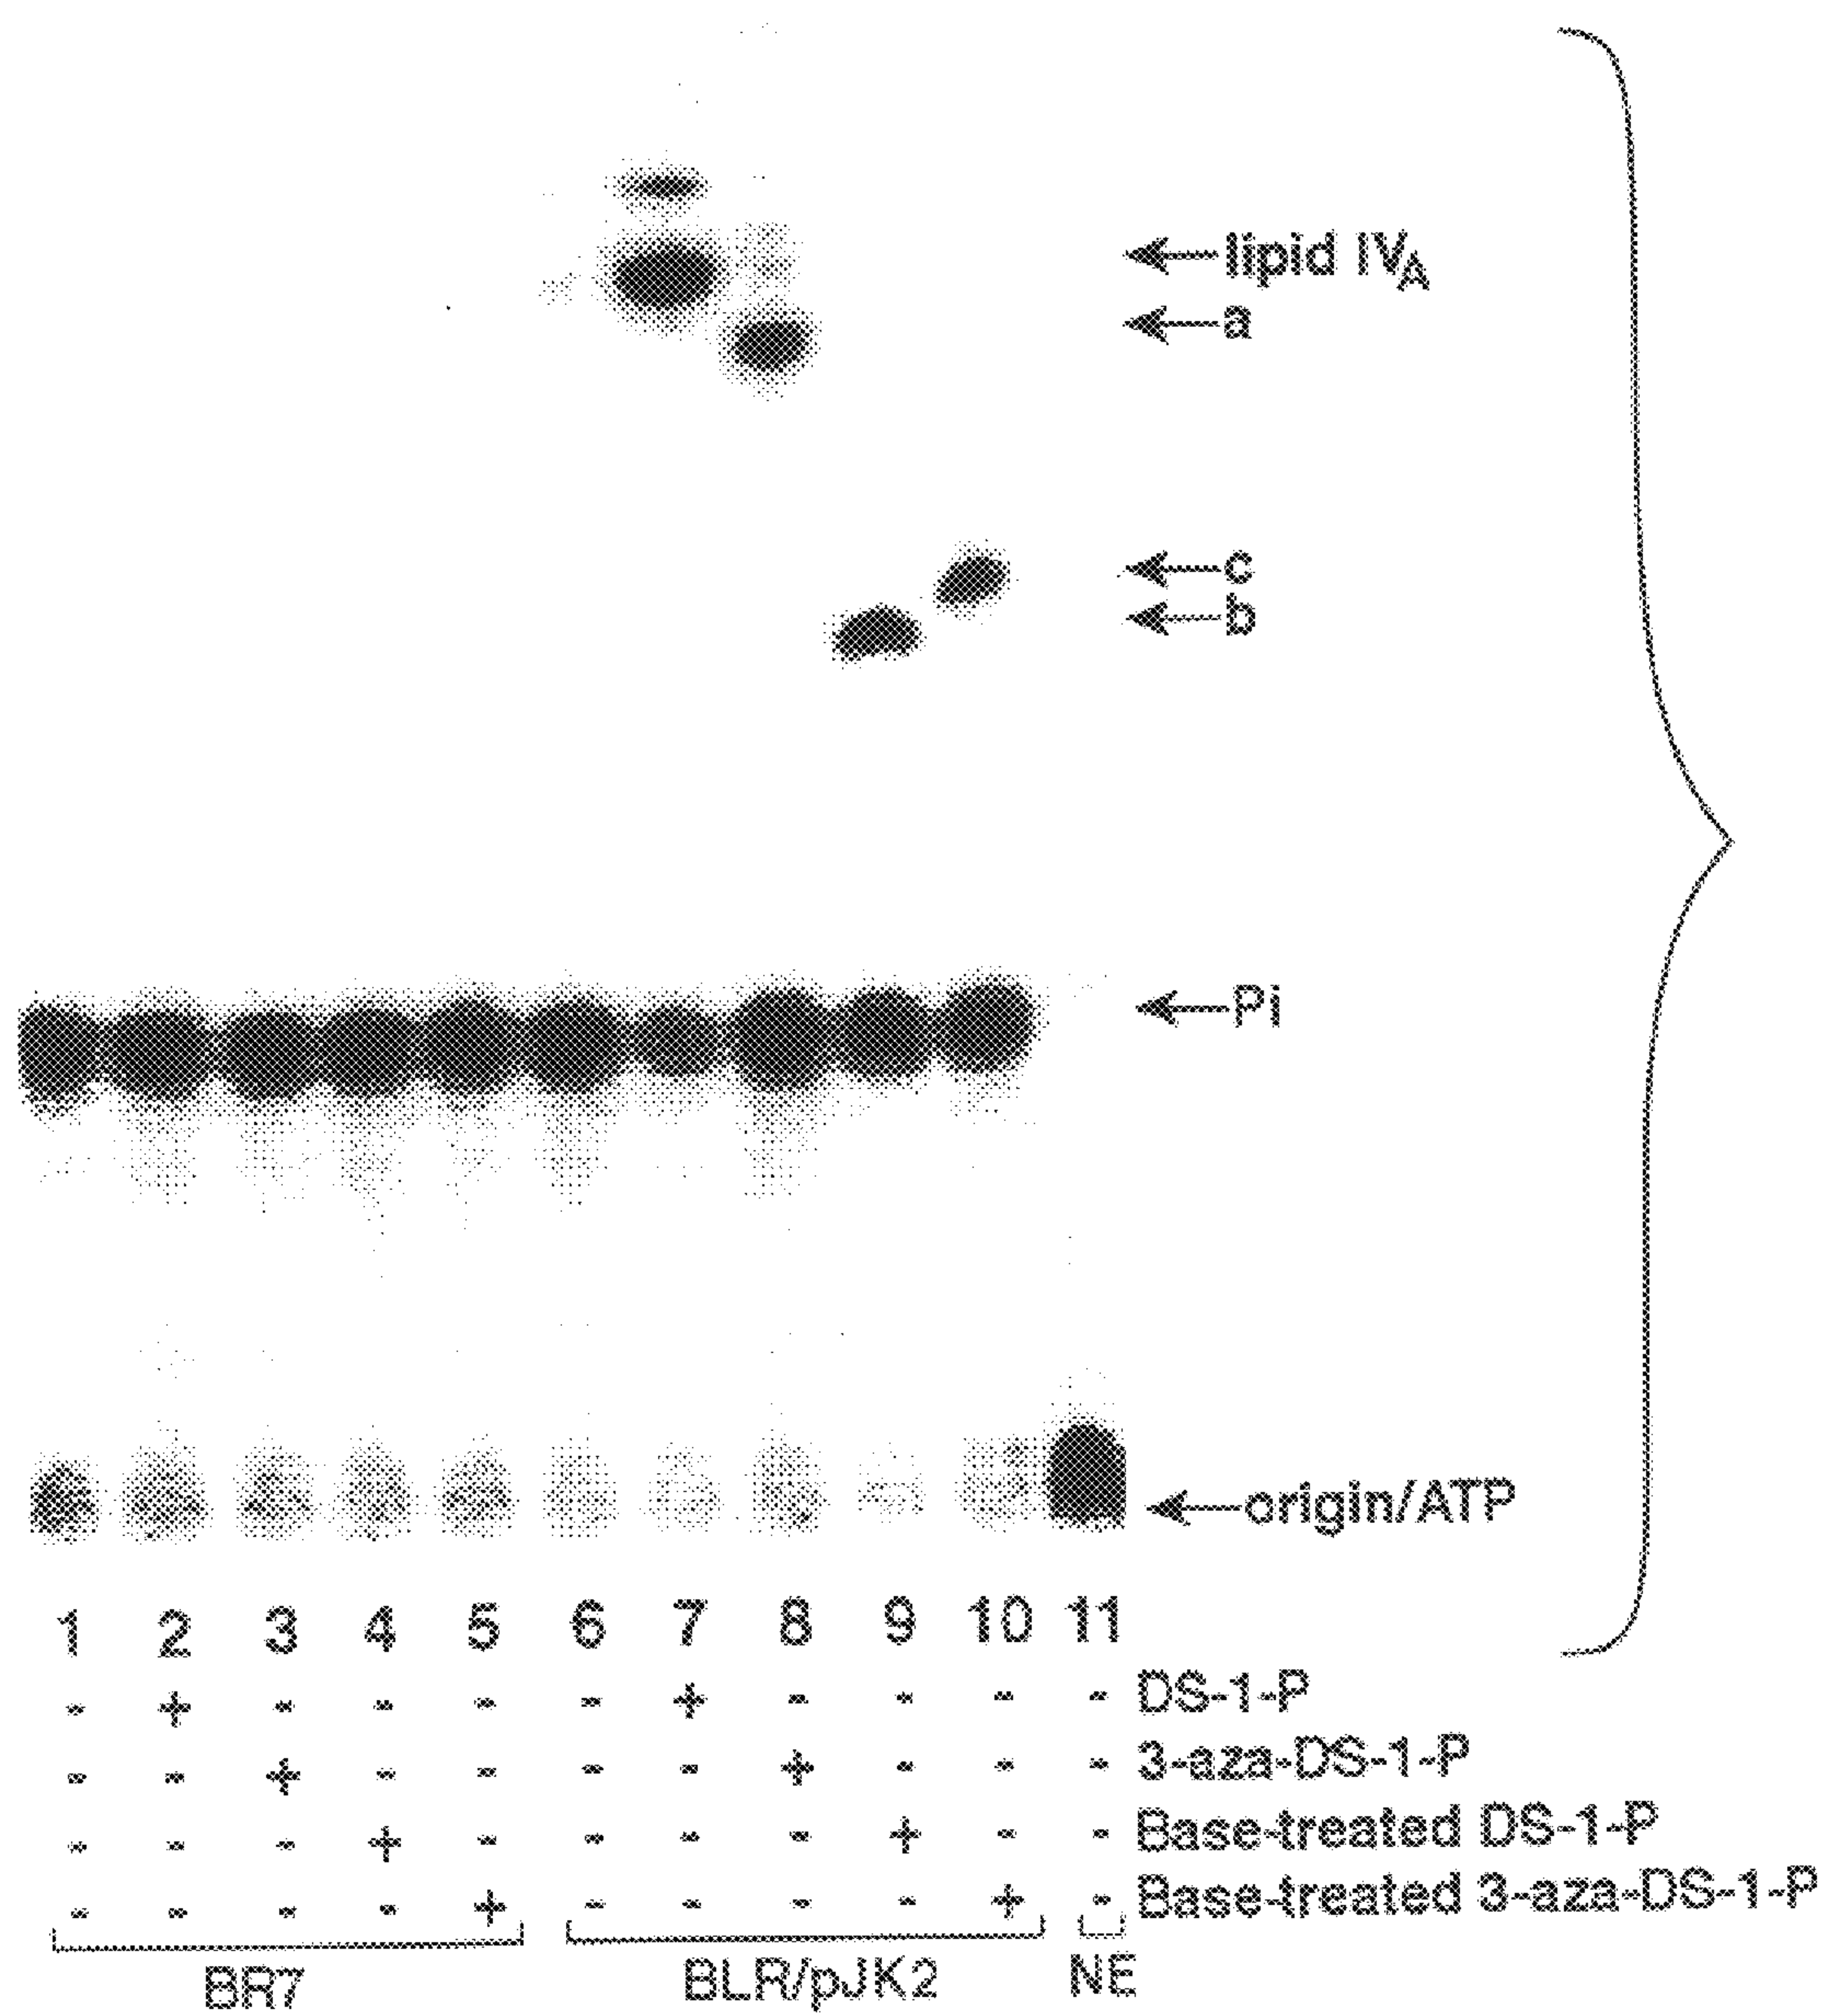 lipid IVA
a
c
b
Pi
origin/ATP
1 2 3 4 5 6 7 8 9 10 11
- + - - - - + - - - - DS-1-P
- - + - - - - + - - - 3-aza-DS-1-P
- - - + - - - - + - - Base-treated DS-1-P
- - - - + - - - - + - Base-treated 3-aza-DS-1-P
BR7 BLR/pJK2 NE